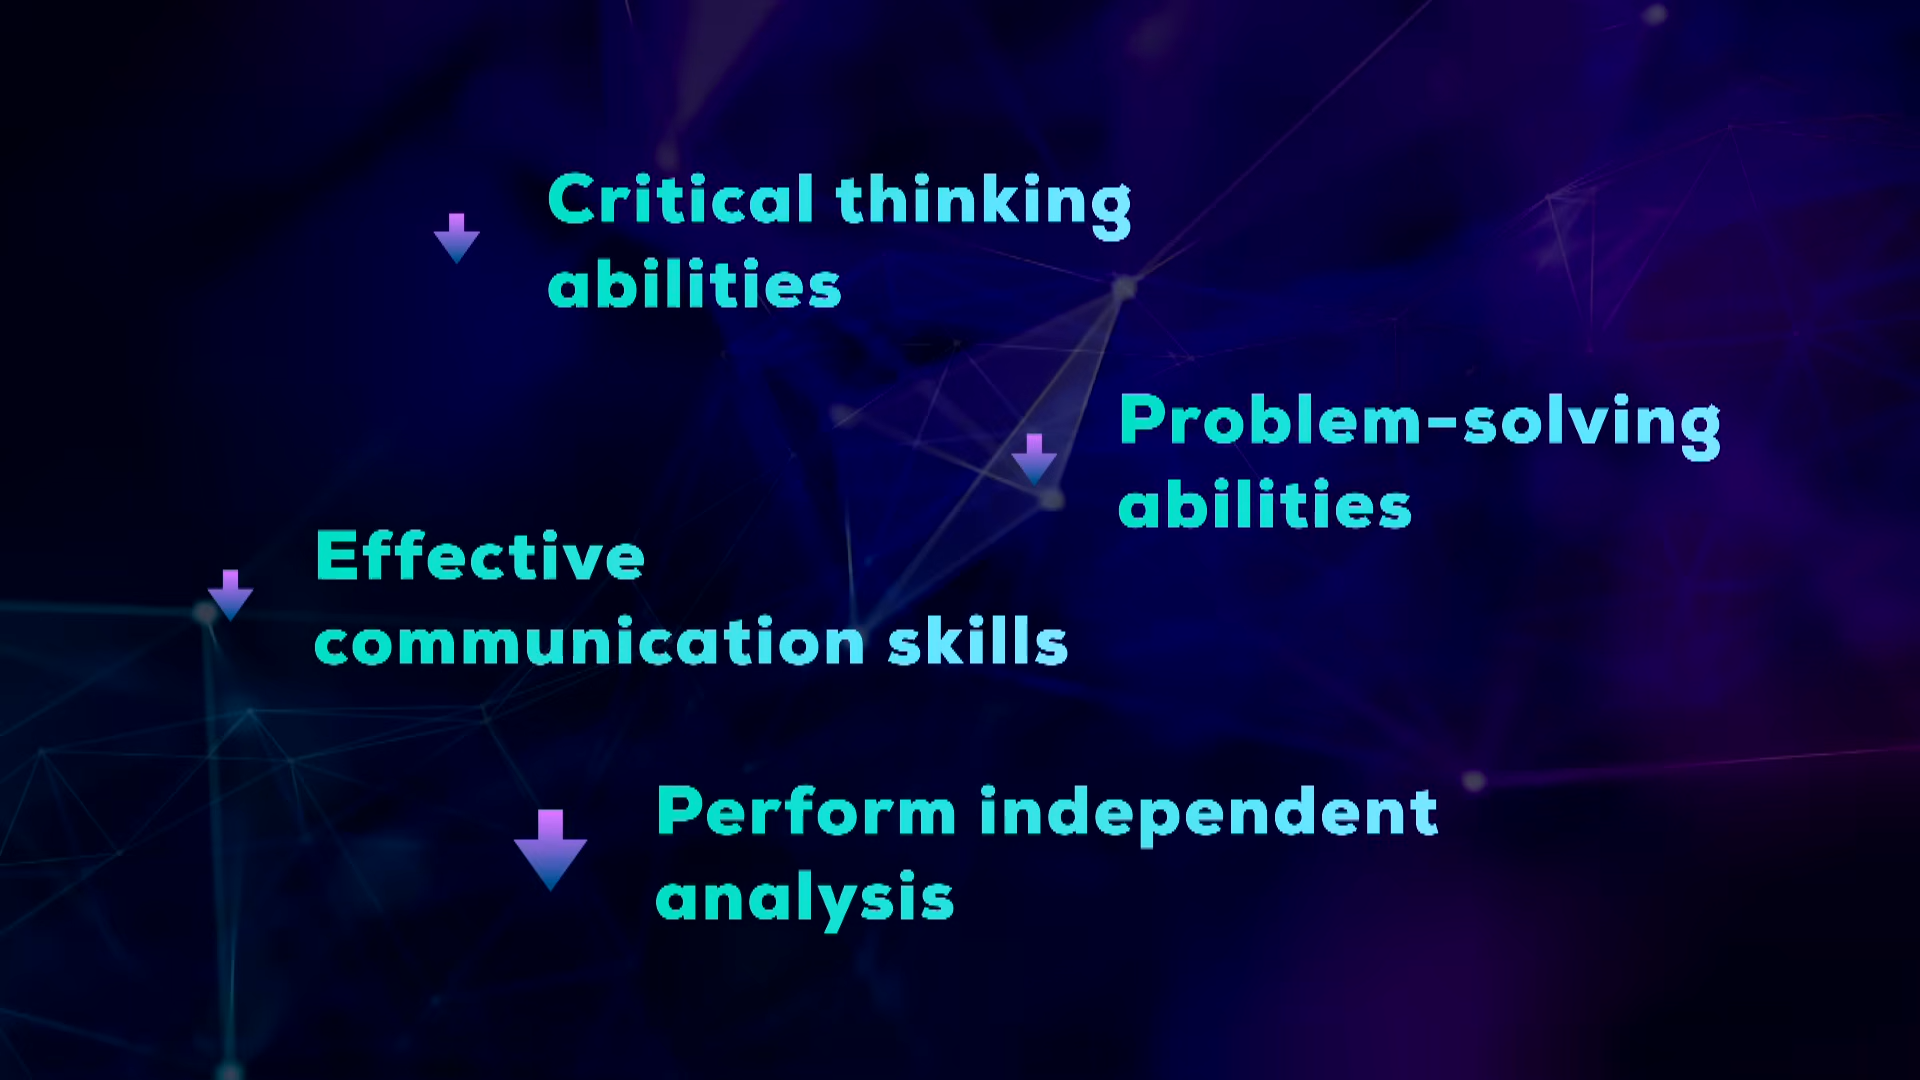 Critical thinking
abilities
Problem-solving
abilities
Effective
communication skills
Perform independent
analysis